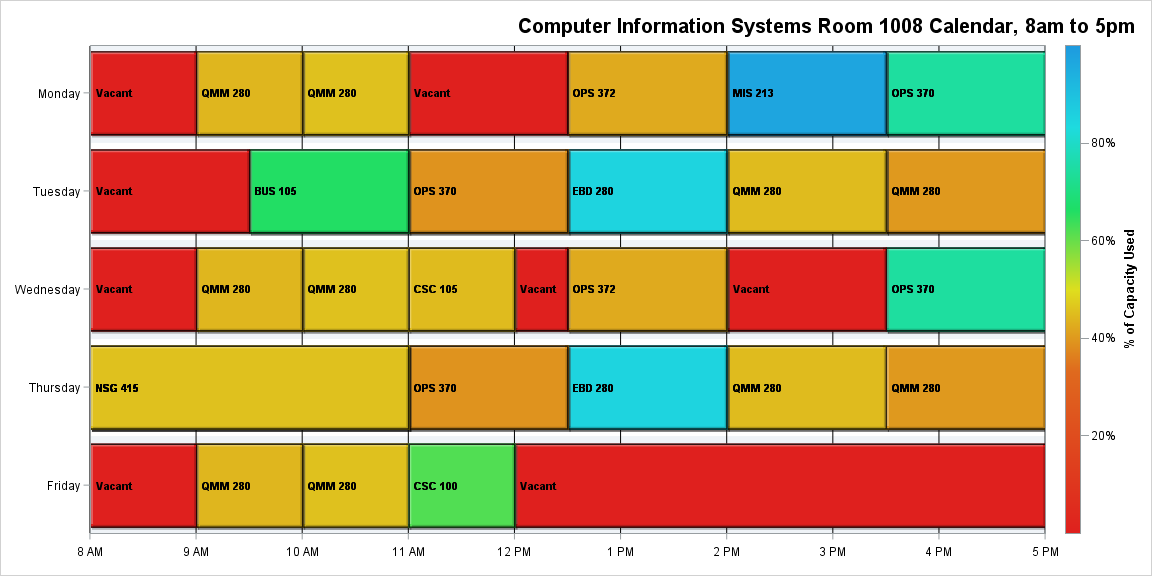 Computer Information Systems Room 1008 Calendar, 8am to 5pm
Monday Vacant QMM 280 QMM 280 Vacant OPS 372 MIS 213 OPS 370
80%
Tuesday Vacant BUS 105 OPS 370 EBD 280 QMM 280 QMM 280
60%
% of Capacity Used
Wednesday Vacant QMM 280 QMM 280 CSC 105 Vacant OPS 372 Vacant OPS 370
40%
Thursday NSG 415 OPS 370 EBD 280 QMM 280 QMM 280
20%
Friday Vacant QMM 280 QMM 280 CSC 100 Vacant
8 AM 9 AM 10 AM 11 AM 12 PM 1 PM 2 PM 3 PM 4 PM 5 PM